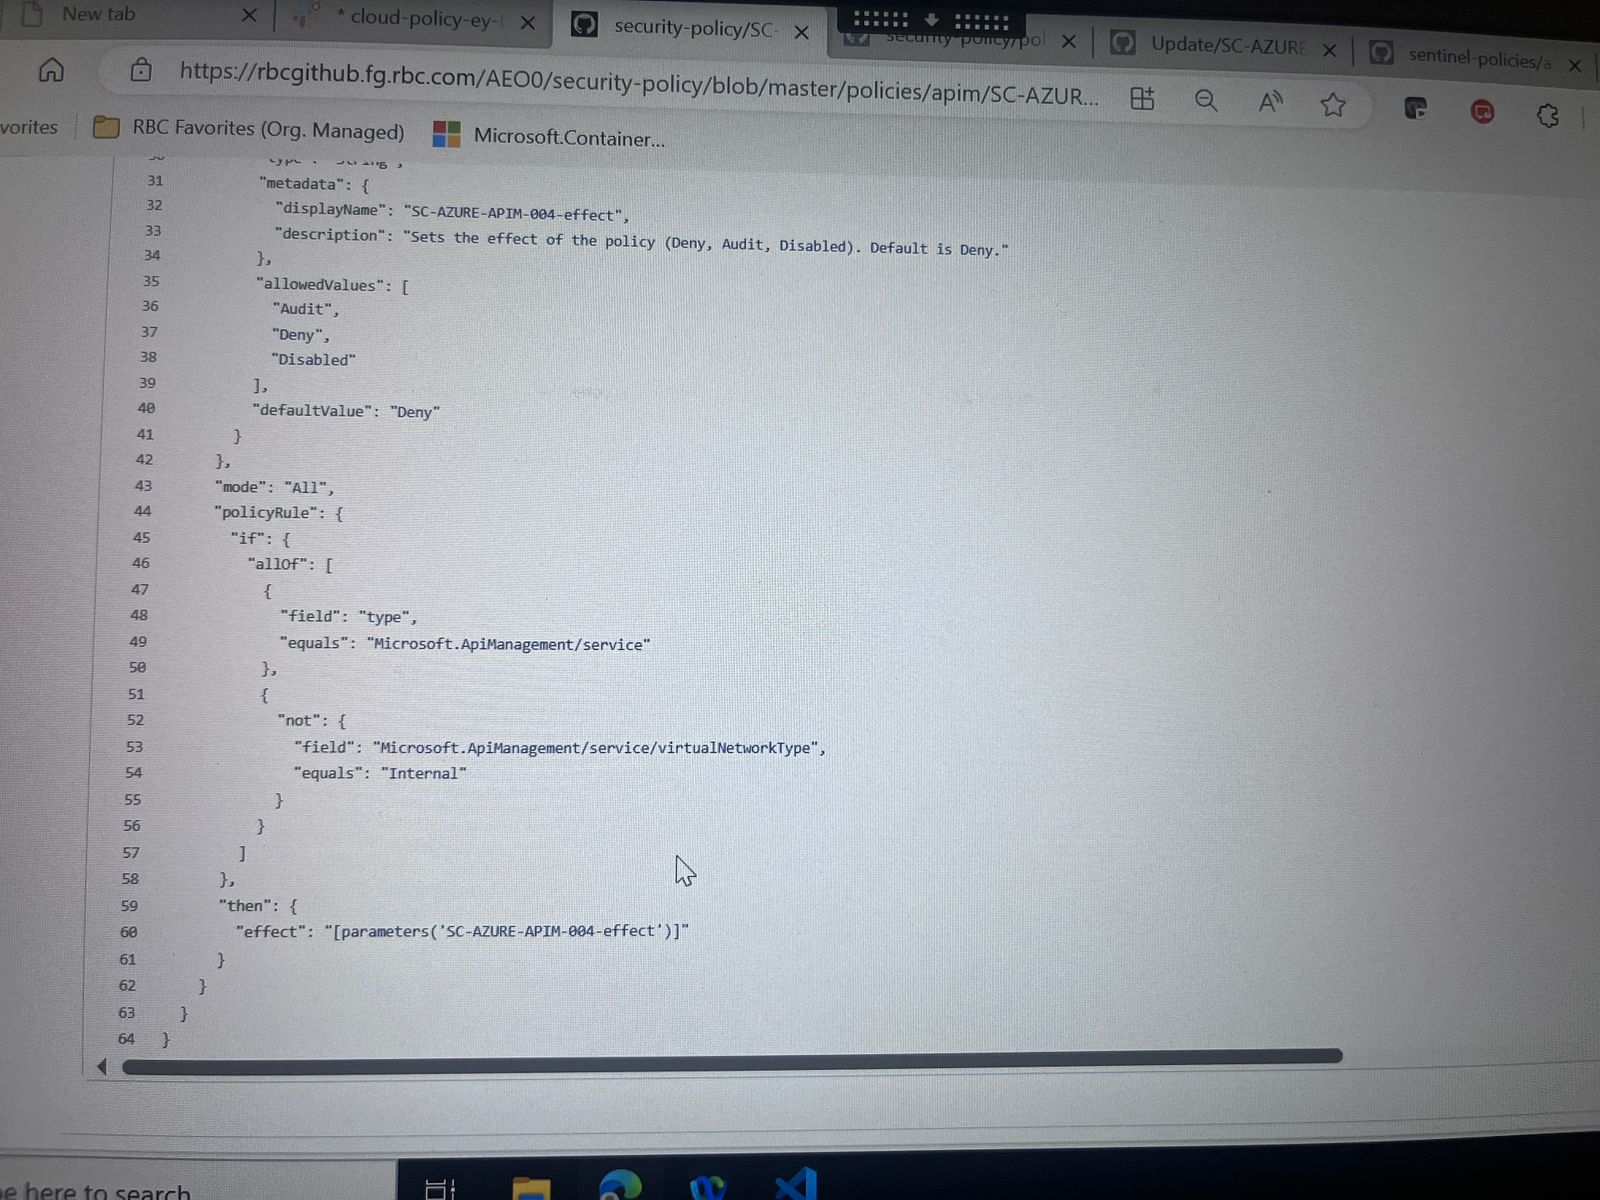 New tab
* cloud-policy-ey-
security-policy/SC-
security-policy/pol
Update/SC-AZURE
sentinel-policies/a
https://rbcgithub.fg.rbc.com/AEO0/security-policy/blob/master/policies/apim/SC-AZUR...
vorites
RBC Favorites (Org. Managed)
Microsoft.Container...
31 "metadata": {
32 "displayName": "SC-AZURE-APIM-004-effect",
33 "description": "Sets the effect of the policy (Deny, Audit, Disabled). Default is Deny."
34 },
35 "allowedValues": [
36 "Audit",
37 "Deny",
38 "Disabled"
39 ],
40 "defaultValue": "Deny"
41 }
42 },
43 "mode": "All",
44 "policyRule": {
45 "if": {
46 "allOf": [
47 {
48 "field": "type",
49 "equals": "Microsoft.ApiManagement/service"
50 },
51 {
52 "not": {
53 "field": "Microsoft.ApiManagement/service/virtualNetworkType",
54 "equals": "Internal"
55 }
56 }
57 ]
58 },
59 "then": {
60 "effect": "[parameters('SC-AZURE-APIM-004-effect')]"
61 }
62 }
63 }
64 }
pe here to search